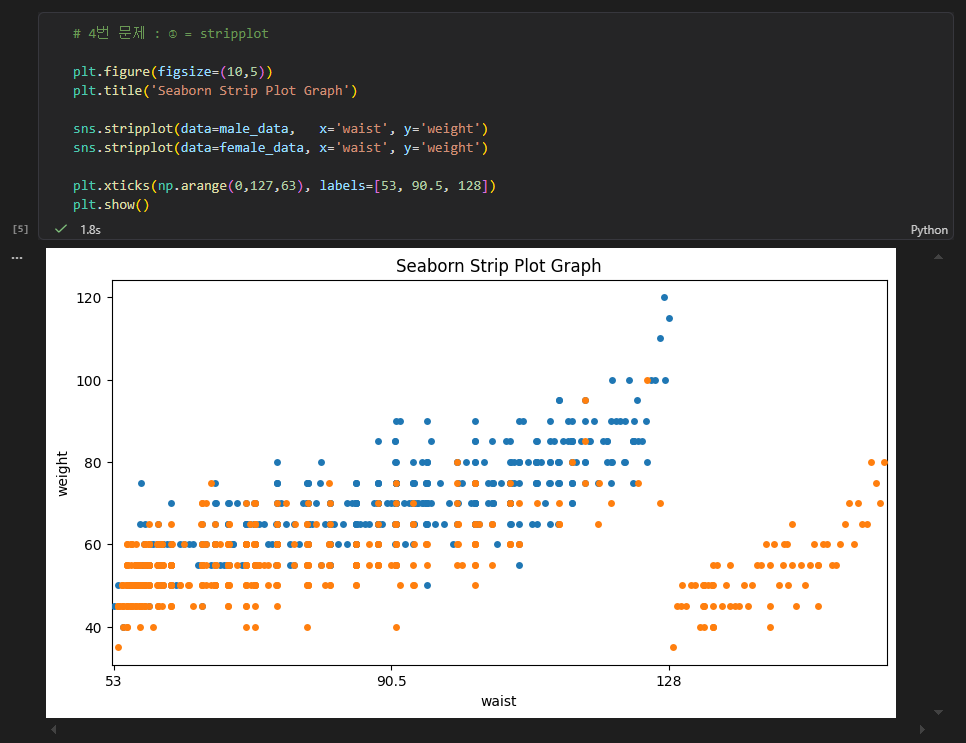 # 4번 문제 : ① = stripplot
plt.figure(figsize=(10,5))
plt.title('Seaborn Strip Plot Graph')
sns.stripplot(data=male_data,   x='waist', y='weight')
sns.stripplot(data=female_data, x='waist', y='weight')
plt.xticks(np.arange(0,127,63), labels=[53, 90.5, 128])
plt.show()
[5] 1.8s Python
...
Seaborn Strip Plot Graph
120
100
80
60
40
weight
53 90.5 128
waist